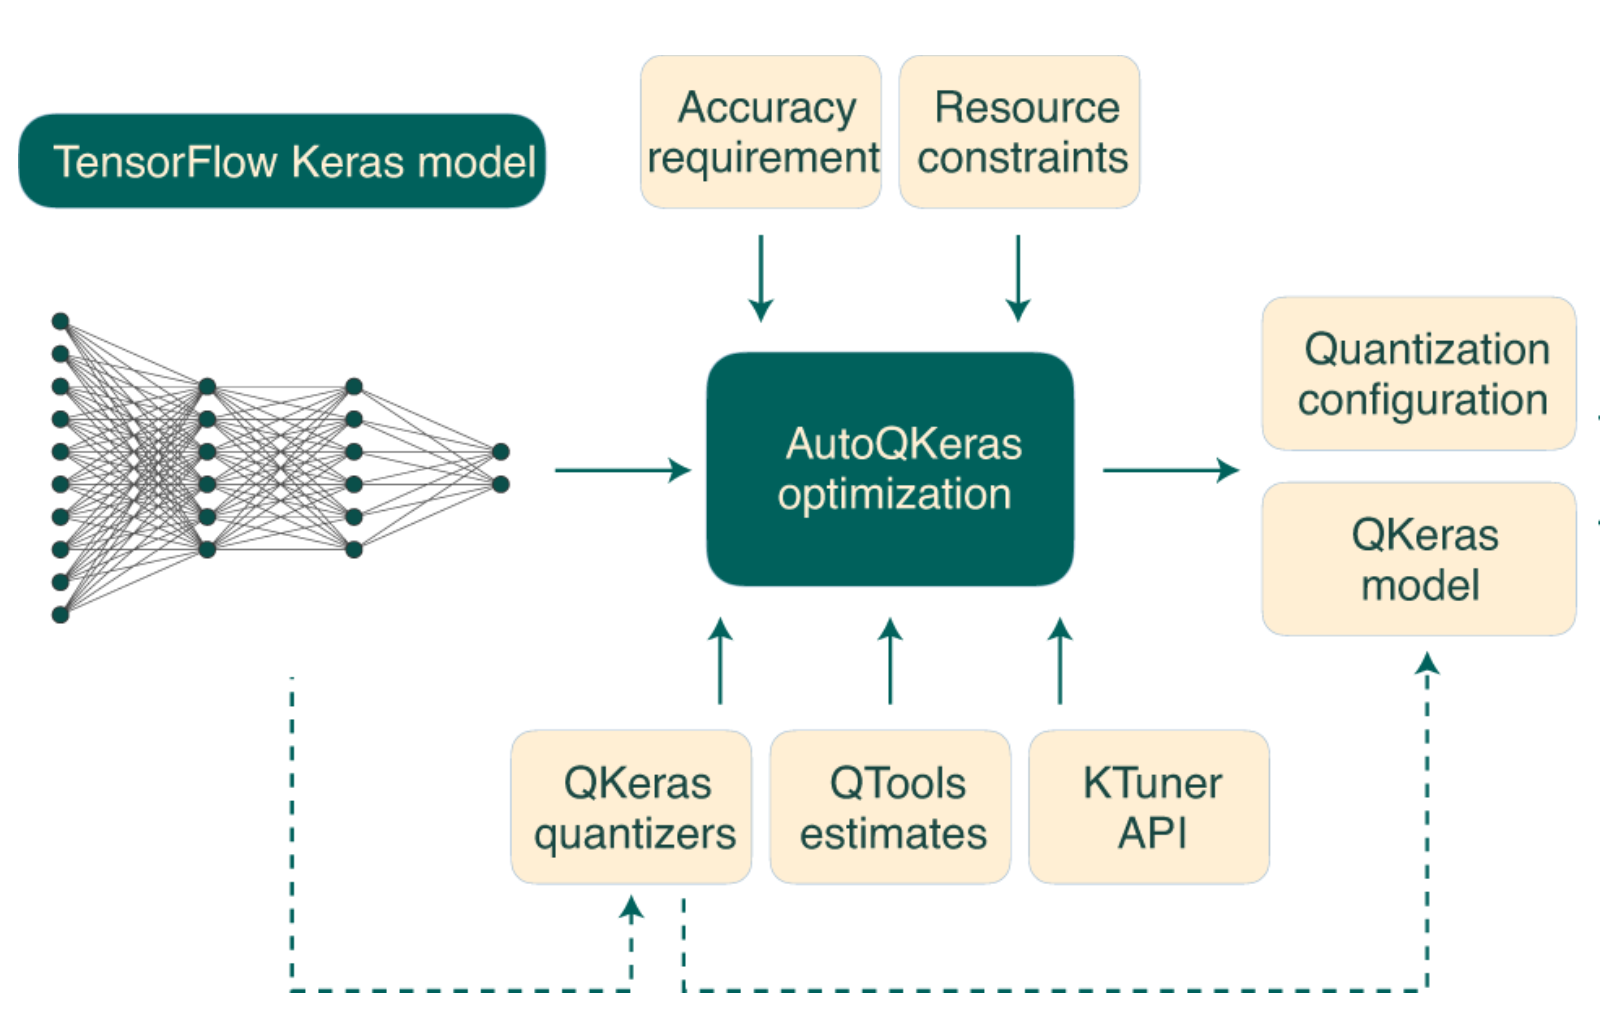 TensorFlow Keras model
Accuracy
requirement
Resource
constraints
AutoQKeras
optimization
Quantization
configuration
QKeras
model
QKeras
quantizers
QTools
estimates
KTuner
API